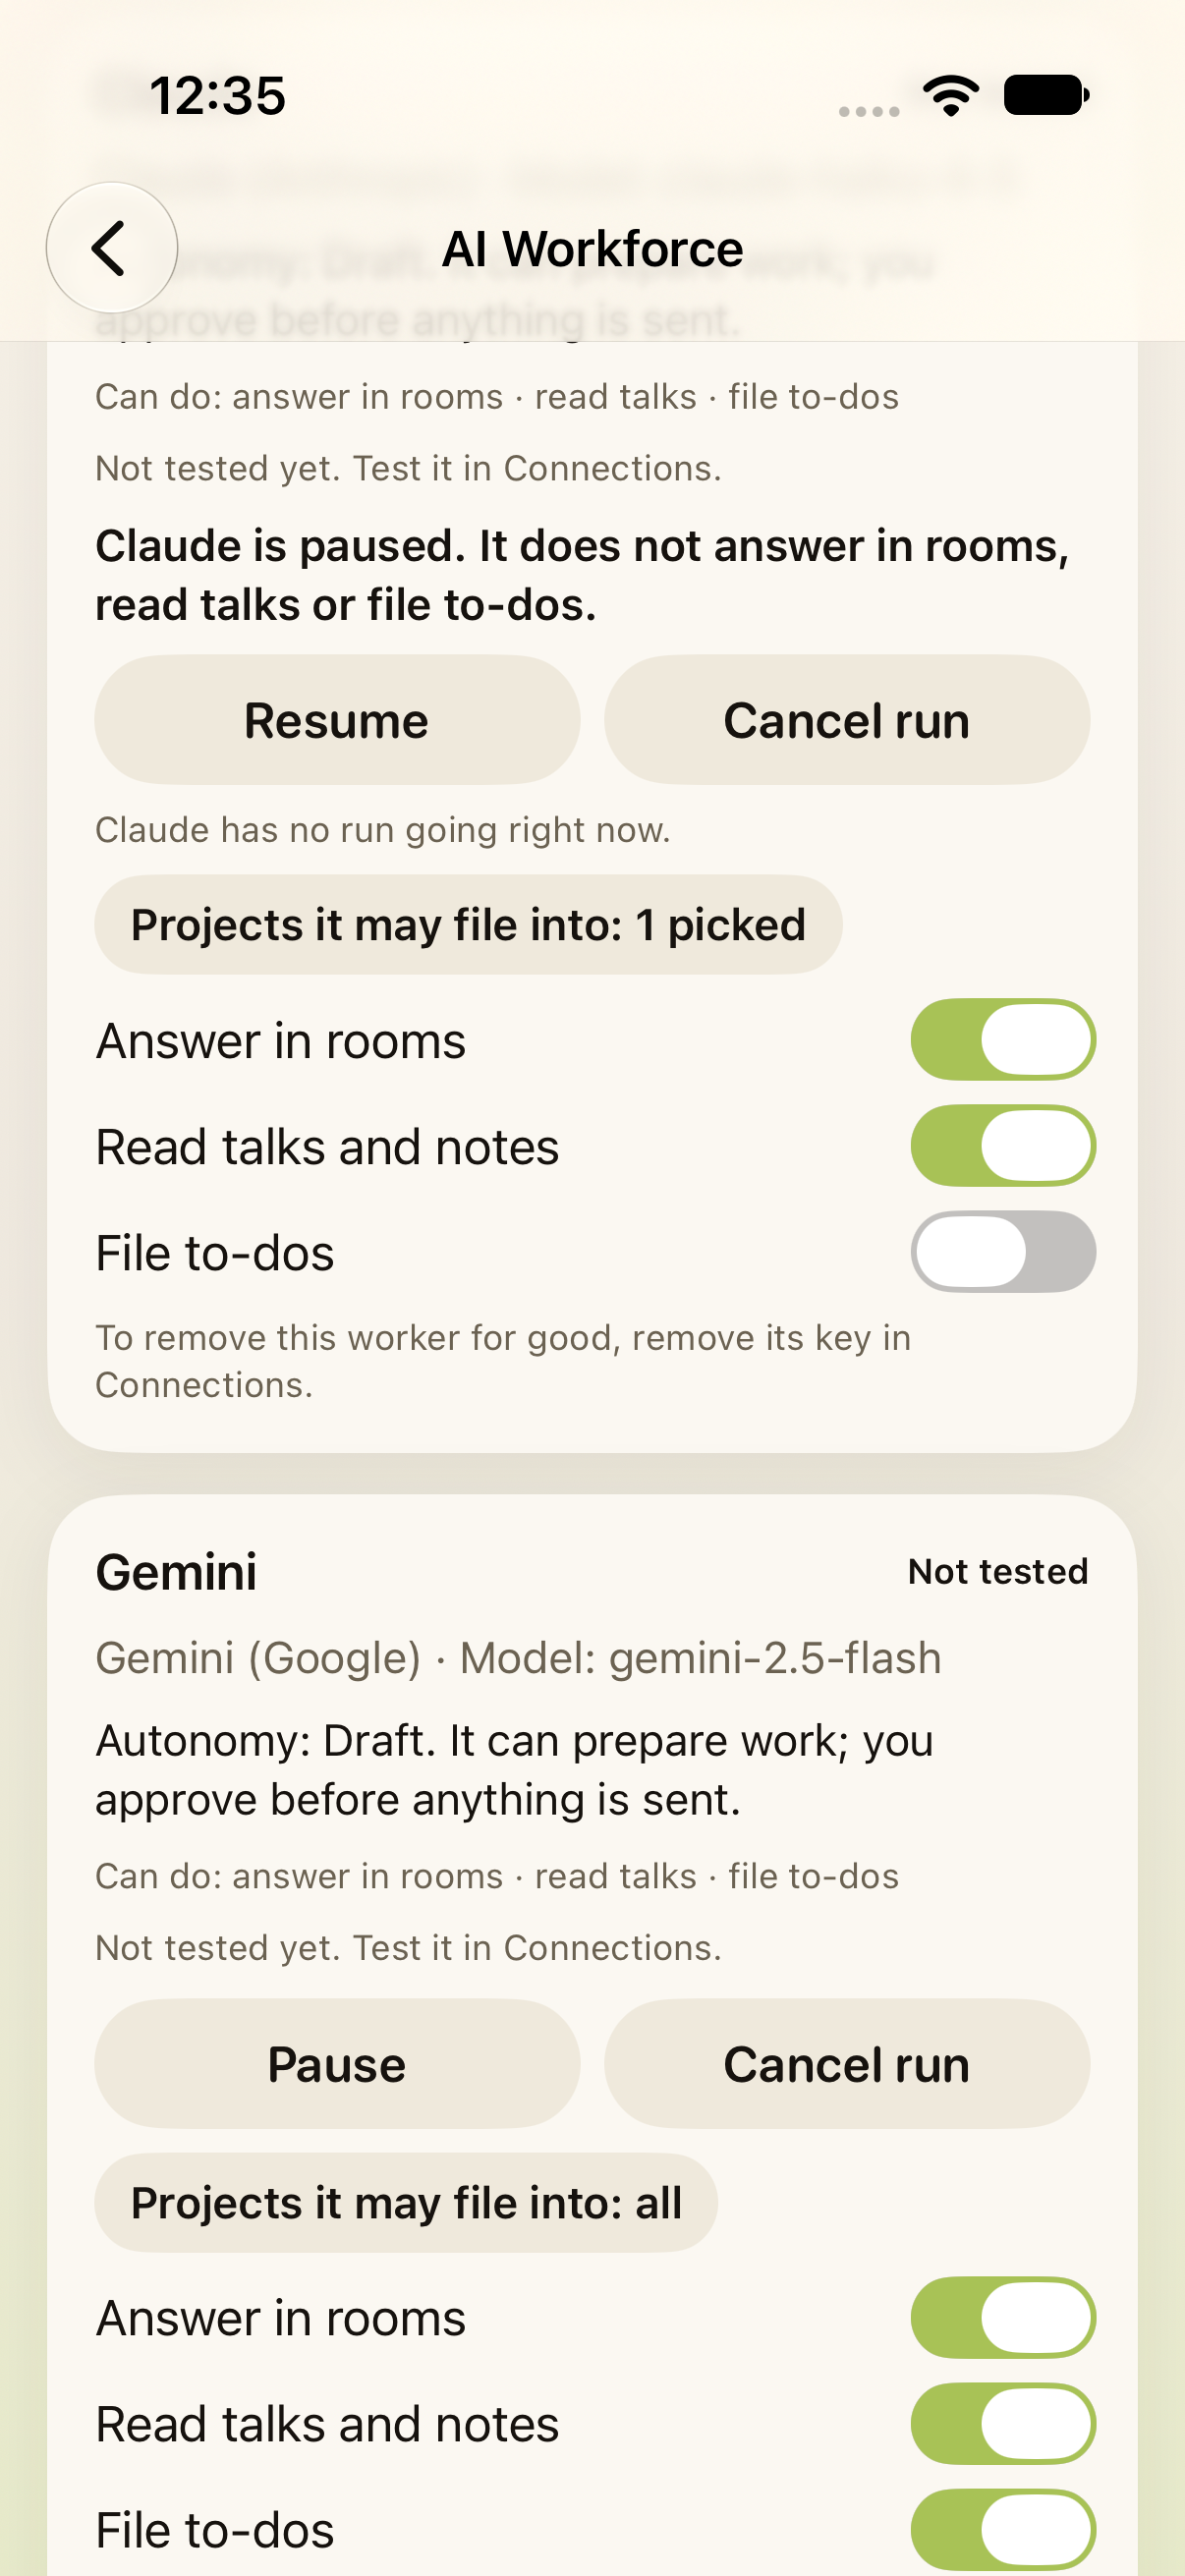 12:35
AI Workforce
approve before anything is sent.
Can do: answer in rooms · read talks · file to-dos
Not tested yet. Test it in Connections.
Claude is paused. It does not answer in rooms,
read talks or file to-dos.
Resume
Cancel run
Claude has no run going right now.
Projects it may file into: 1 picked
Answer in rooms
Read talks and notes
File to-dos
To remove this worker for good, remove its key in
Connections.
Gemini
Not tested
Gemini (Google) · Model: gemini-2.5-flash
Autonomy: Draft. It can prepare work; you
approve before anything is sent.
Can do: answer in rooms · read talks · file to-dos
Not tested yet. Test it in Connections.
Pause
Cancel run
Projects it may file into: all
Answer in rooms
Read talks and notes
File to-dos